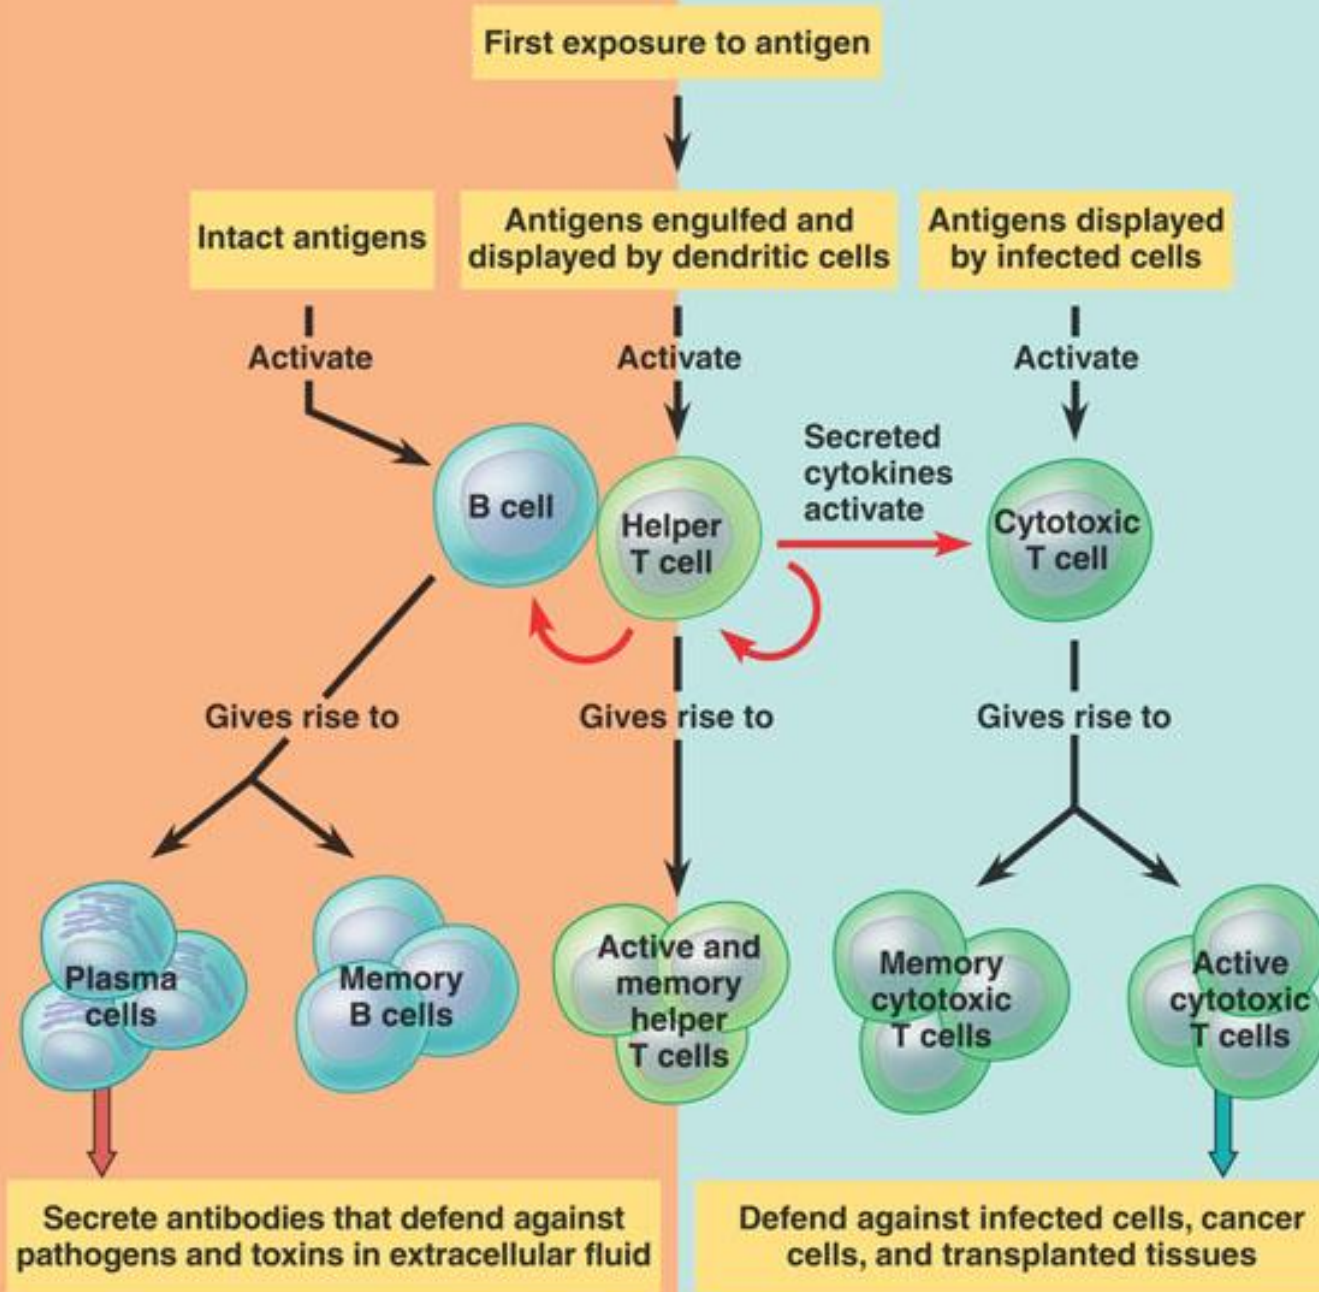 First exposure to antigen
Intact antigens
Antigens engulfed and
displayed by dendritic cells
Antigens displayed
by infected cells
Activate
Activate
Activate
Secreted
cytokines
activate
B cell
Helper
T cell
Cytotoxic
T cell
Gives rise to
Gives rise to
Gives rise to
Plasma
cells
Memory
B cells
Active and
memory
helper
T cells
Memory
cytotoxic
T cells
Active
cytotoxic
T cells
Secrete antibodies that defend against
pathogens and toxins in extracellular fluid
Defend against infected cells, cancer
cells, and transplanted tissues